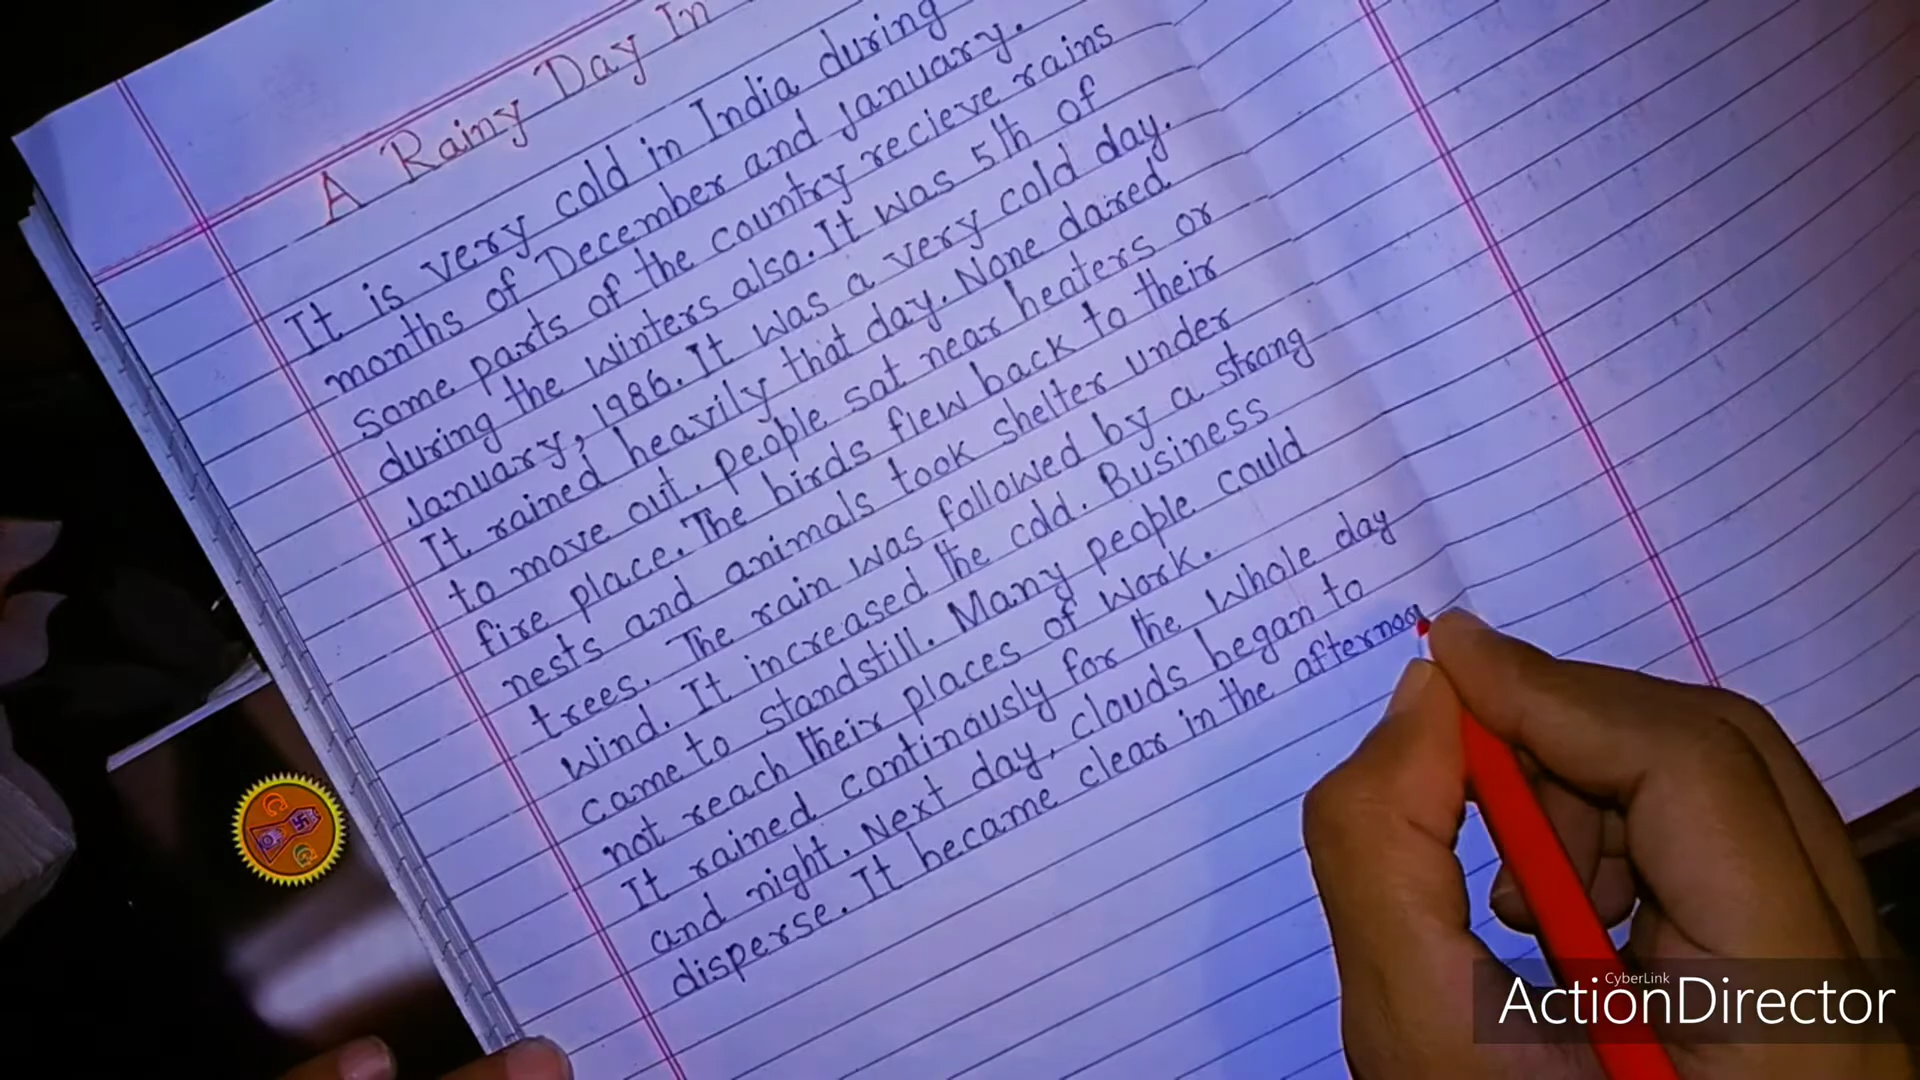 A Rainy Day In
It is very cold in India during
months of December and January.
Some parts of the country recieve rains
during the winters also. It was 5th of
January, 1986. It was a very cold day.
It rained heavily that day. None dared
to move out. people sat near heaters or
fire place. The birds flew back to their
nests and animals took shelter under
trees. The rain was followed by a strong
wind. It increased the cold. Business
came to standstill. Many people could
not reach their places of work.
It rained continously for the whole day
and night. Next day, clouds began to
disperse. It became clear in the afternoo
CyberLink
ActionDirector